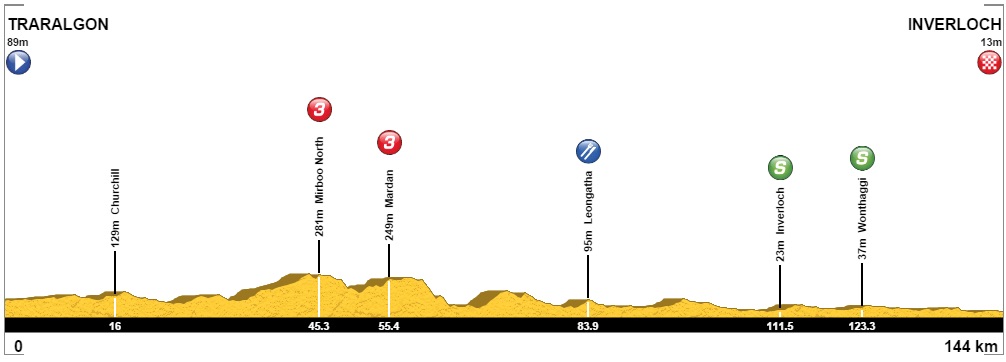 TRARALGON
89m
INVERLOCH
13m
129m Churchill
3
281m Mirboo North
3
249m Mardan
95m Leongatha
S
23m Inverloch
S
37m Wonthaggi
16
45.3
55.4
83.9
111.5
123.3
0
144 km